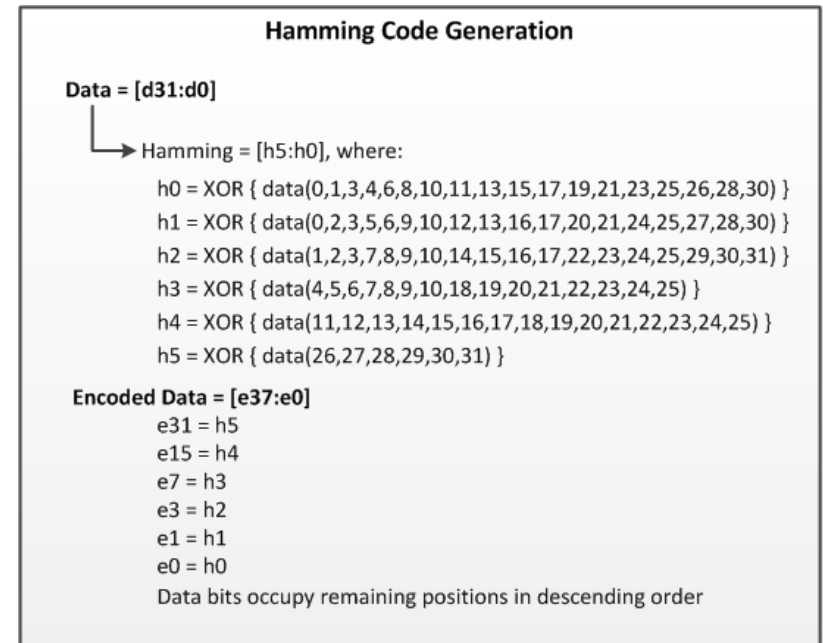 Hamming Code Generation
Data = [d31:d0]
Hamming = [h5:h0], where:
h0 = XOR { data(0,1,3,4,6,8,10,11,13,15,17,19,21,23,25,26,28,30) }
h1 = XOR { data(0,2,3,5,6,9,10,12,13,16,17,20,21,24,25,27,28,30) }
h2 = XOR { data(1,2,3,7,8,9,10,14,15,16,17,22,23,24,25,29,30,31) }
h3 = XOR { data(4,5,6,7,8,9,10,18,19,20,21,22,23,24,25) }
h4 = XOR { data(11,12,13,14,15,16,17,18,19,20,21,22,23,24,25) }
h5 = XOR { data(26,27,28,29,30,31) }
Encoded Data = [e37:e0]
e31 = h5
e15 = h4
e7 = h3
e3 = h2
e1 = h1
e0 = h0
Data bits occupy remaining positions in descending order